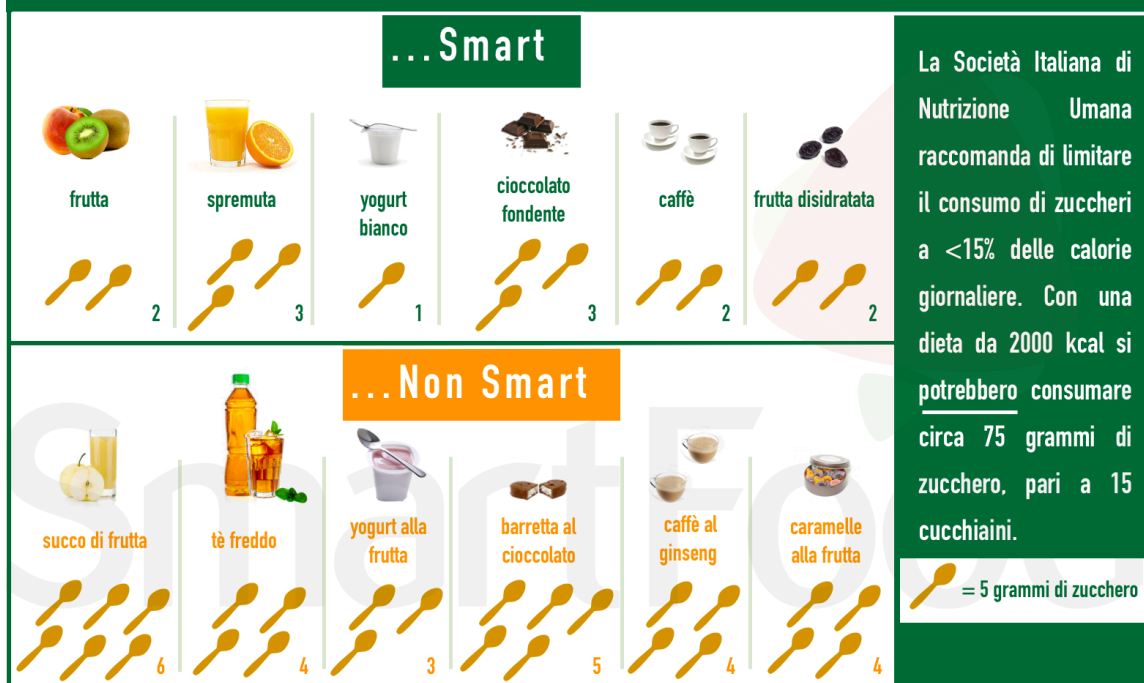 ...Smart
frutta
spremuta
yogurt
bianco
cioccolato
fondente
caffè
frutta disidratata
2
3
1
3
2
2
...Non Smart
succo di frutta
tè freddo
yogurt alla
frutta
barretta al
cioccolato
caffè al
ginseng
caramelle
alla frutta
6
4
3
5
4
4
La Società Italiana di
Nutrizione Umana
raccomanda di limitare
il consumo di zuccheri
a <15% delle calorie
giornaliere. Con una
dieta da 2000 kcal si
potrebbero consumare
circa 75 grammi di
zucchero, pari a 15
cucchiaini.
= 5 grammi di zucchero
SmartFood